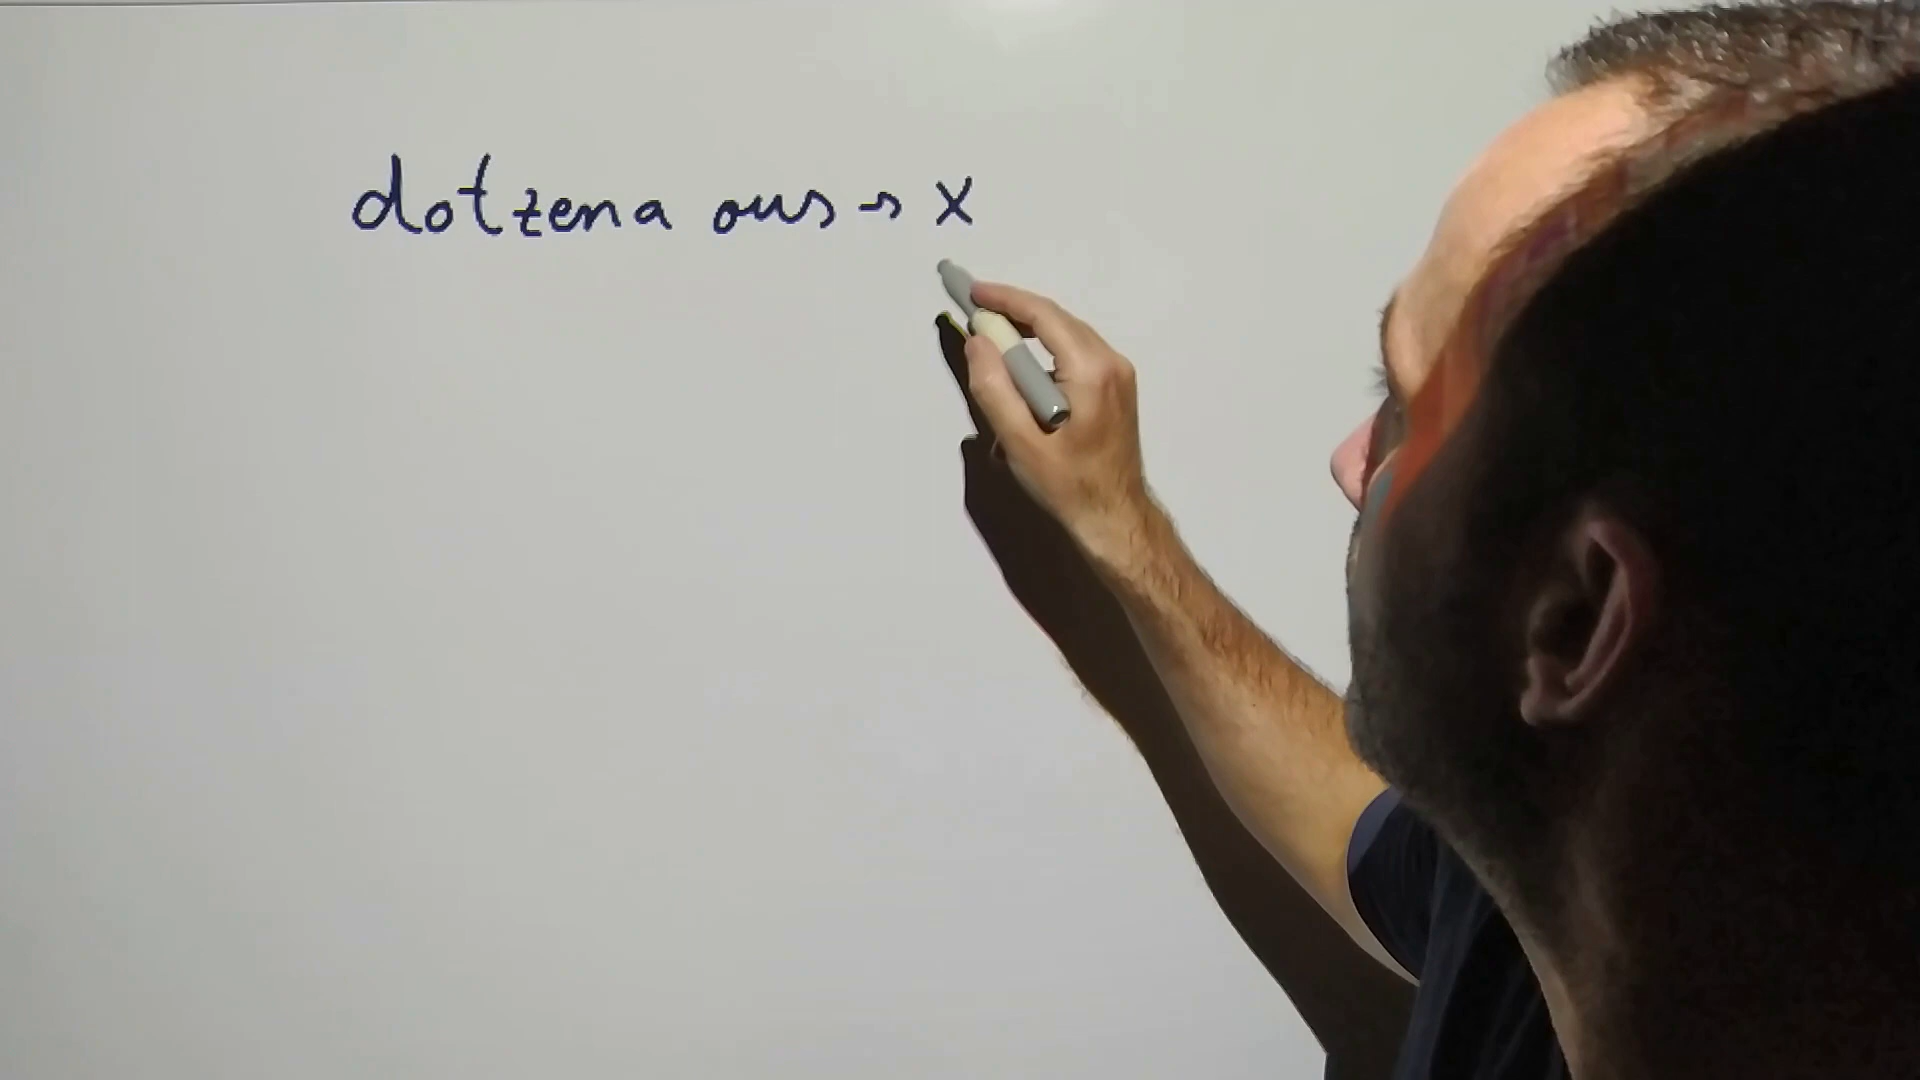 dotzena ous → x